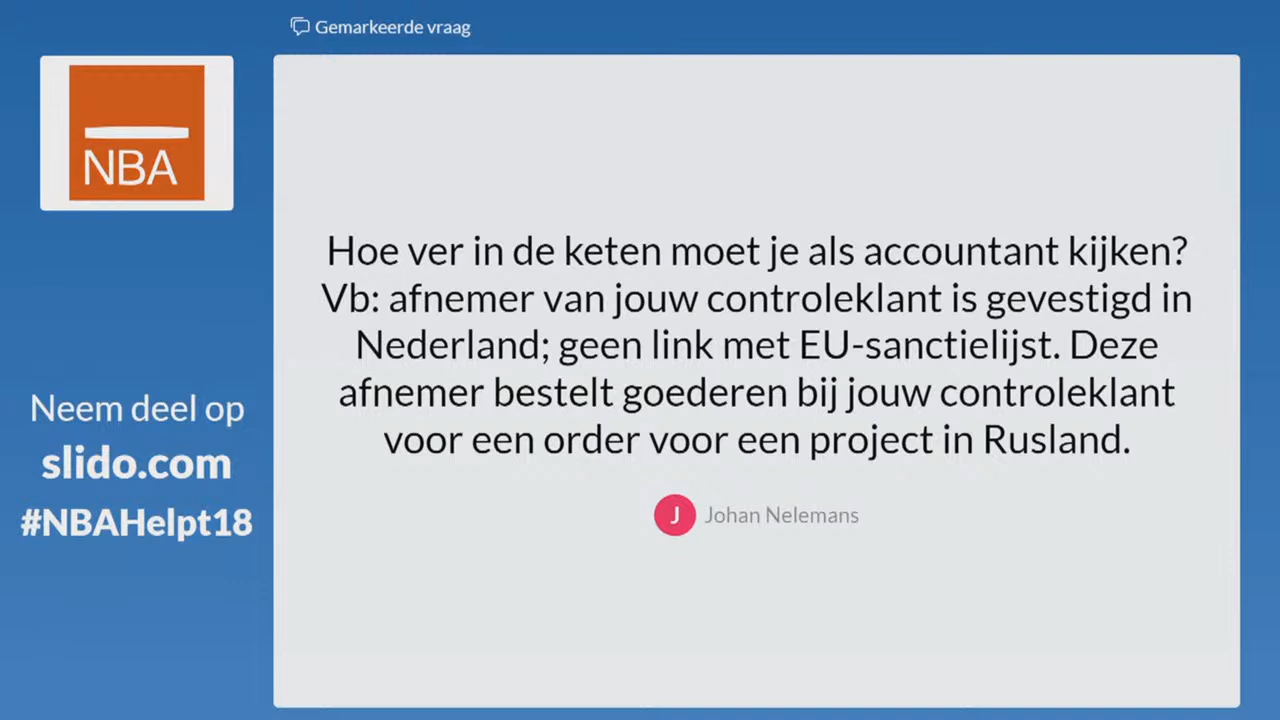 Gemarkeerde vraag
NBA
Hoe ver in de keten moet je als accountant kijken?
Vb: afnemer van jouw controleklant is gevestigd in
Nederland; geen link met EU-sanctielijst. Deze
afnemer bestelt goederen bij jouw controleklant
voor een order voor een project in Rusland.
J Johan Nelemans
Neem deel op
slido.com
#NBAHelpt18